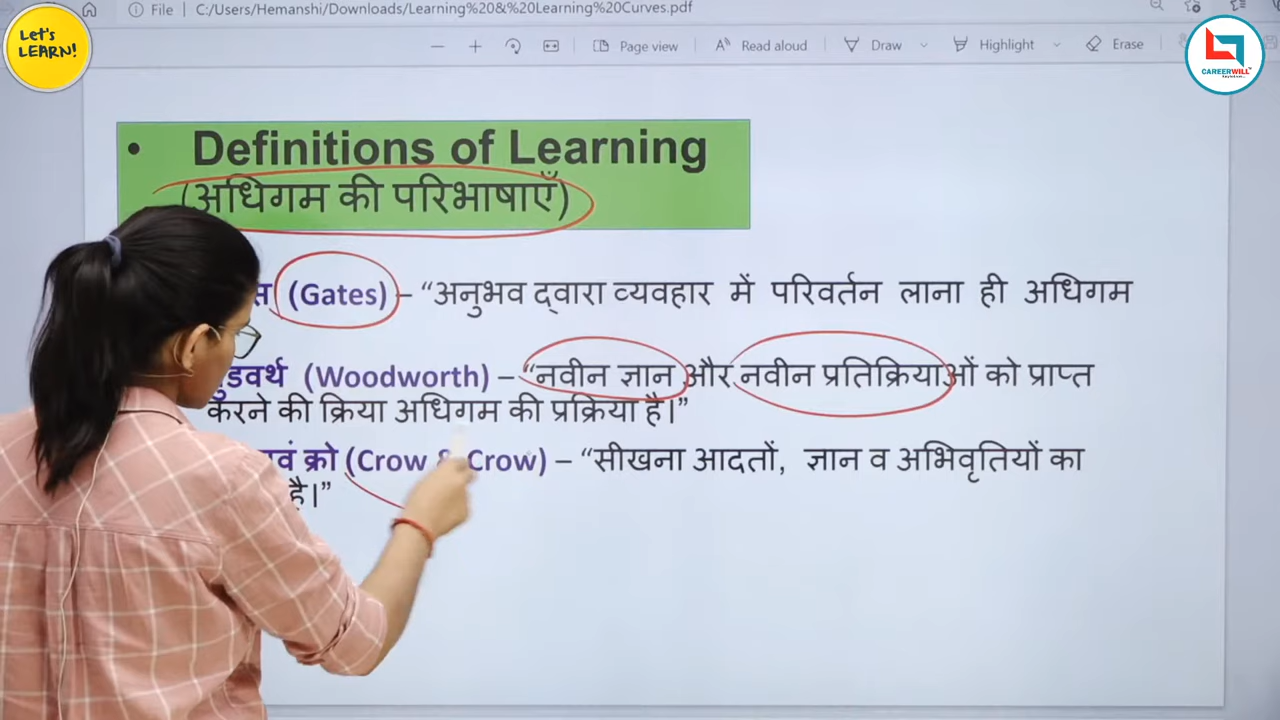 Let's
LEARN!
File | C:/Users/Hemanshi/Downloads/Learning%20&%20Learning%20Curves.pdf
Page view
Read aloud
Draw
Highlight
Erase
CAREERWILL
• Definitions of Learning
(अधिगम की परिभाषाएँ)
(Gates) – “अनुभव द्वारा व्यवहार में परिवर्तन लाना ही अधिगम
(Woodworth) – “नवीन ज्ञान और नवीन प्रतिक्रियाओं को प्राप्त
करने की क्रिया अधिगम की प्रक्रिया है।”
क्रो (Crow & Crow) – “सीखना आदतों, ज्ञान व अभिवृतियों का
है।”